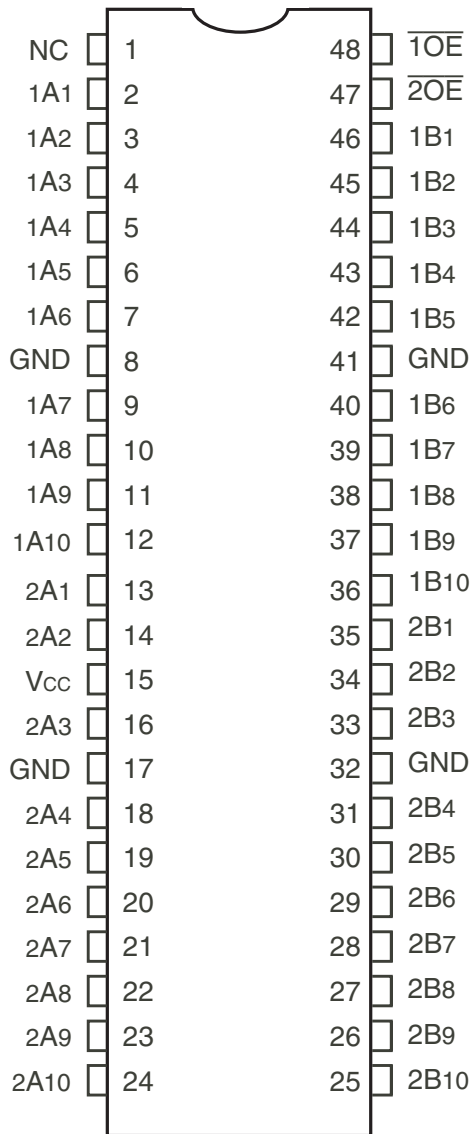 NC 1 48 1OE
1A1 2 47 2OE
1A2 3 46 1B1
1A3 4 45 1B2
1A4 5 44 1B3
1A5 6 43 1B4
1A6 7 42 1B5
GND 8 41 GND
1A7 9 40 1B6
1A8 10 39 1B7
1A9 11 38 1B8
1A10 12 37 1B9
2A1 13 36 1B10
2A2 14 35 2B1
VCC 15 34 2B2
2A3 16 33 2B3
GND 17 32 GND
2A4 18 31 2B4
2A5 19 30 2B5
2A6 20 29 2B6
2A7 21 28 2B7
2A8 22 27 2B8
2A9 23 26 2B9
2A10 24 25 2B10